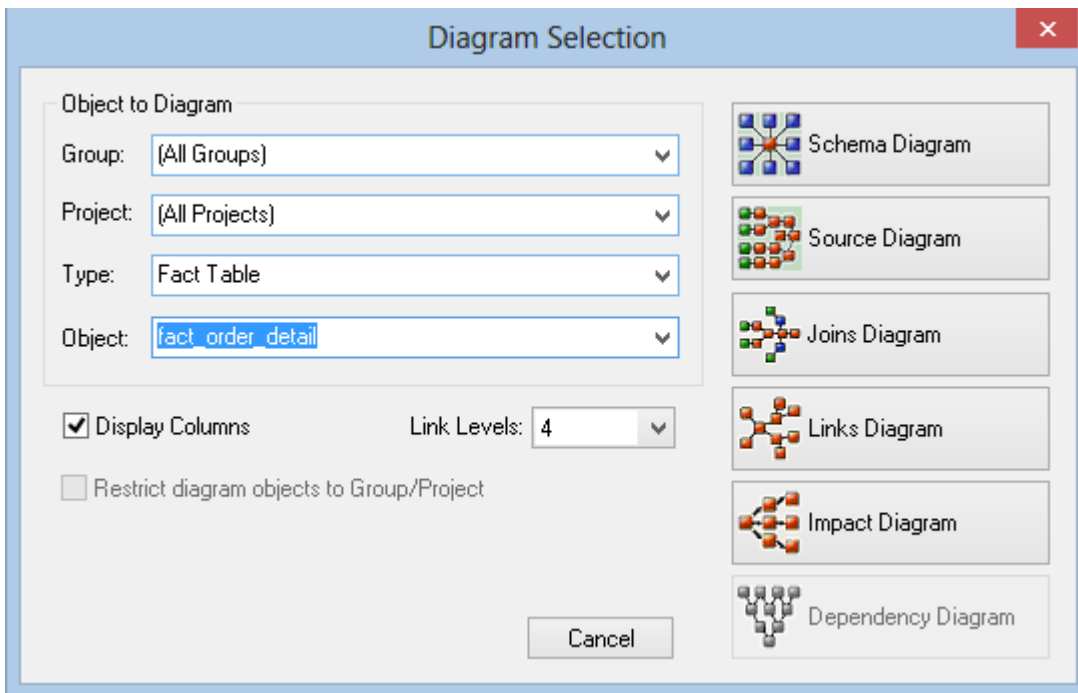 Diagram Selection
Object to Diagram
Group: (All Groups)
Project: (All Projects)
Type: Fact Table
Object: fact_order_detail
Display Columns Link Levels: 4
Restrict diagram objects to Group/Project
Cancel
Schema Diagram
Source Diagram
Joins Diagram
Links Diagram
Impact Diagram
Dependency Diagram